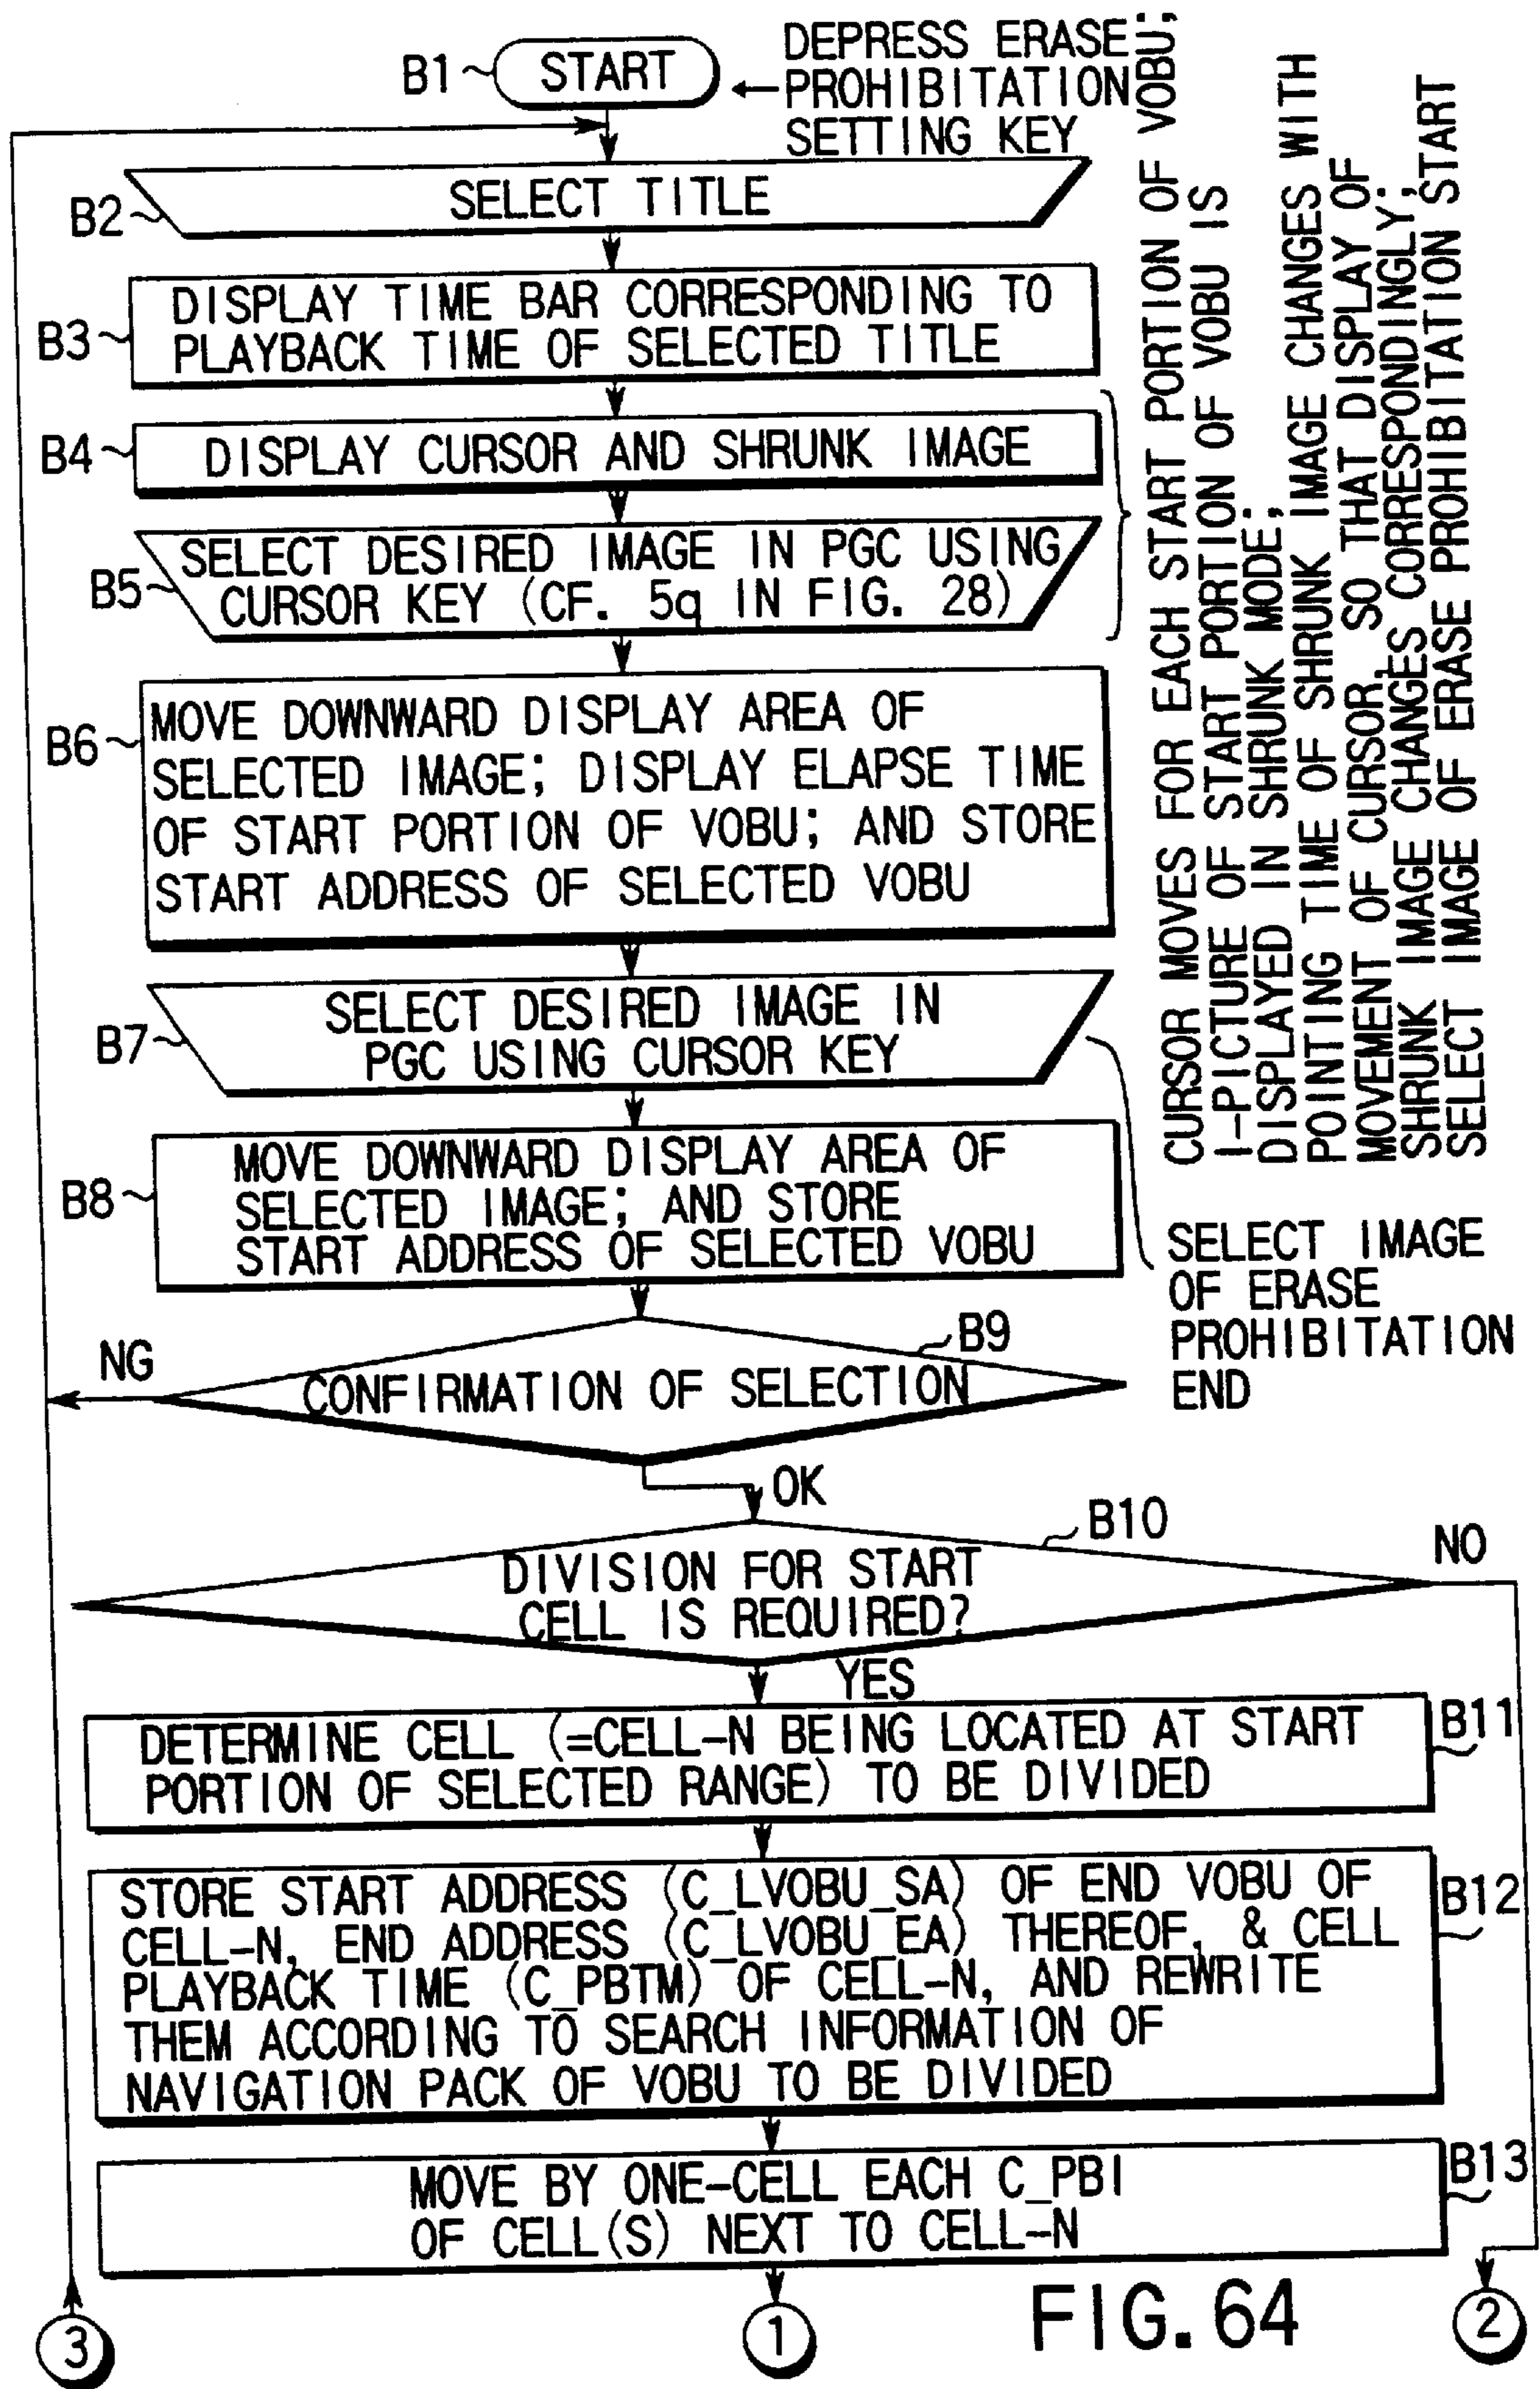 B1
START
DEPRESS ERASE
PROHIBITATION
SETTING KEY
B2
SELECT TITLE
B3
DISPLAY TIME BAR CORRESPONDING TO
PLAYBACK TIME OF SELECTED TITLE
B4
DISPLAY CURSOR AND SHRUNK IMAGE
B5
SELECT DESIRED IMAGE IN PGC USING
CURSOR KEY (CF. 5q IN FIG. 28)
CURSOR MOVES FOR EACH START PORTION OF VOBU;
I-PICTURE OF START PORTION OF VOBU IS
DISPLAYED IN SHRUNK MODE;
POINTING TIME OF SHRUNK IMAGE CHANGES WITH
MOVEMENT OF CURSOR, SO THAT DISPLAY OF
SHRUNK IMAGE CHANGES CORRESPONDINGLY;
SELECT IMAGE OF ERASE PROHIBITATION START
B6
MOVE DOWNWARD DISPLAY AREA OF
SELECTED IMAGE; DISPLAY ELAPSE TIME
OF START PORTION OF VOBU; AND STORE
START ADDRESS OF SELECTED VOBU
B7
SELECT DESIRED IMAGE IN
PGC USING CURSOR KEY
B8
MOVE DOWNWARD DISPLAY AREA OF
SELECTED IMAGE; AND STORE
START ADDRESS OF SELECTED VOBU
SELECT IMAGE
OF ERASE
PROHIBITATION
END
B9
NG
CONFIRMATION OF SELECTION
OK
B10
NO
DIVISION FOR START
CELL IS REQUIRED?
YES
B11
DETERMINE CELL (=CELL-N BEING LOCATED AT START
PORTION OF SELECTED RANGE) TO BE DIVIDED
B12
STORE START ADDRESS (C_LVOBU_SA) OF END VOBU OF
CELL-N, END ADDRESS (C_LVOBU_EA) THEREOF, & CELL
PLAYBACK TIME (C_PBTM) OF CELL-N, AND REWRITE
THEM ACCORDING TO SEARCH INFORMATION OF
NAVIGATION PACK OF VOBU TO BE DIVIDED
B13
MOVE BY ONE-CELL EACH C_PBI
OF CELL(S) NEXT TO CELL-N
3
1
FIG. 64
2